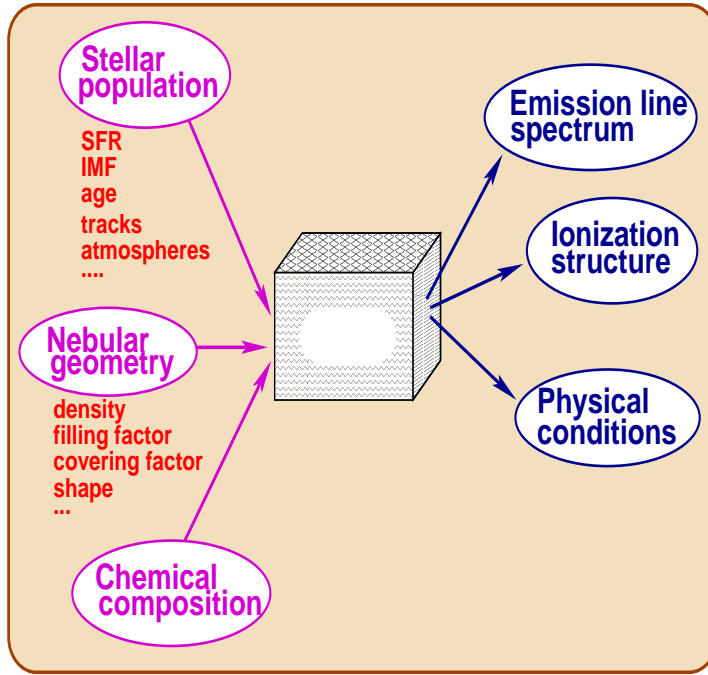 Stellar
population
SFR
IMF
age
tracks
atmospheres
....
Nebular
geometry
density
filling factor
covering factor
shape
...
Chemical
composition
Emission line
spectrum
Ionization
structure
Physical
conditions